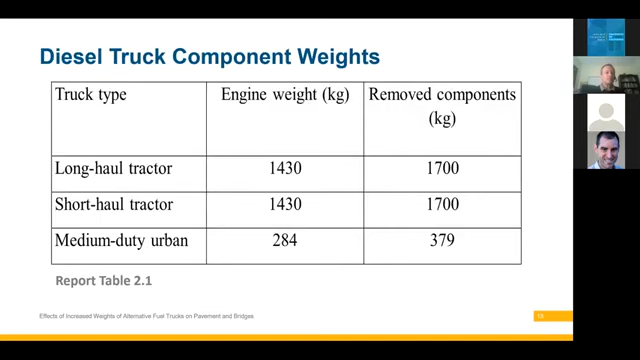 Diesel Truck Component Weights
Truck type Engine weight (kg) Removed components
(kg)
Long-haul tractor 1430 1700
Short-haul tractor 1430 1700
Medium-duty urban 284 379
Report Table 2.1
Effects of Increased Weights of Alternative Fuel Trucks on Pavement and Bridges